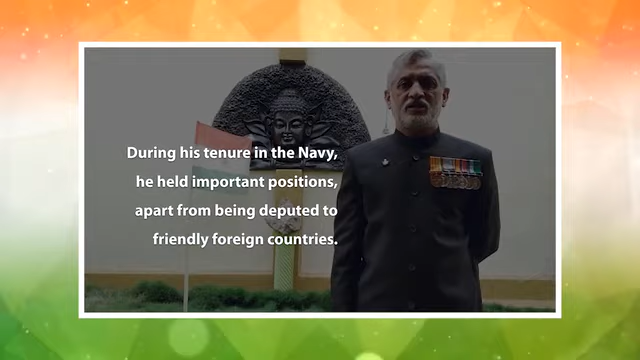 During his tenure in the Navy,
he held important positions,
apart from being deputed to
friendly foreign countries.